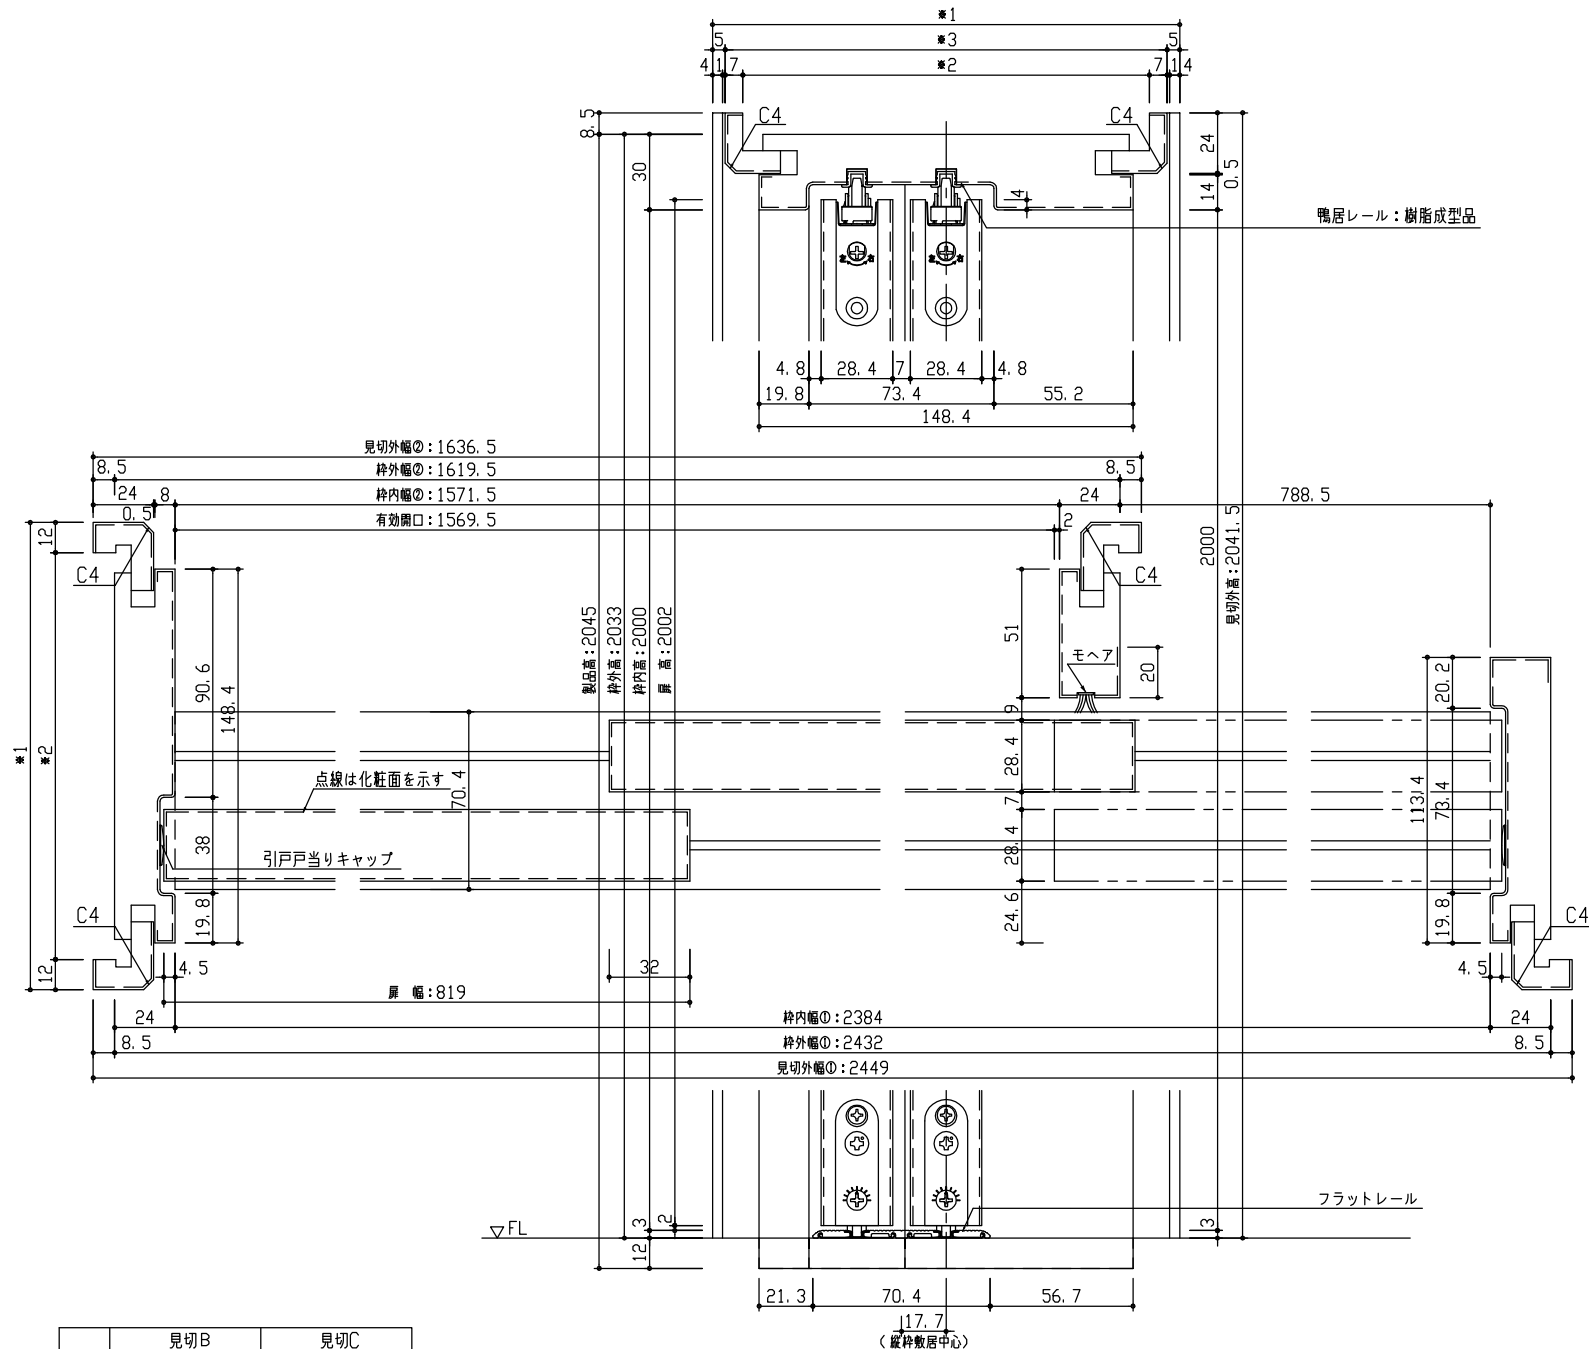 ※1
5 ※3 5
4 1 7 ※2 7 1 4
8.5
C4
C4
24
0.5
30
14
4
鴨居レール：樹脂成型品
左 右
左 右
4.8 28.4 7 28.4 4.8
19.8 73.4 55.2
148.4
見切外幅②：1636.5
8.5 枠外幅②：1619.5 8.5
24 8 枠内幅②：1571.5 24 788.5
0.5 有効開口：1569.5 2
12
C4
C4
2000
見切外高：2041.5
製品高：2045
枠外高：2033
枠内高：2000
扉 高：2002
51
モヘア
20
90.6
148.4
9
20.2
※1
※2
28.4
点線は化粧面を示す
70.4
7
113.4
73.4
38
引戸戸当りキャップ
28.4
19.8
24.6
19.8
C4
C4
12
4.5
32
4.5
扉 幅：819
24 枠内幅①：2384 24
8.5 枠外幅①：2432 8.5
見切外幅①：2449
フラットレール
▽FL
3
2
3
12
21.3 70.4 56.7
17.7
(縦枠敷居中心)
見切B 見切C